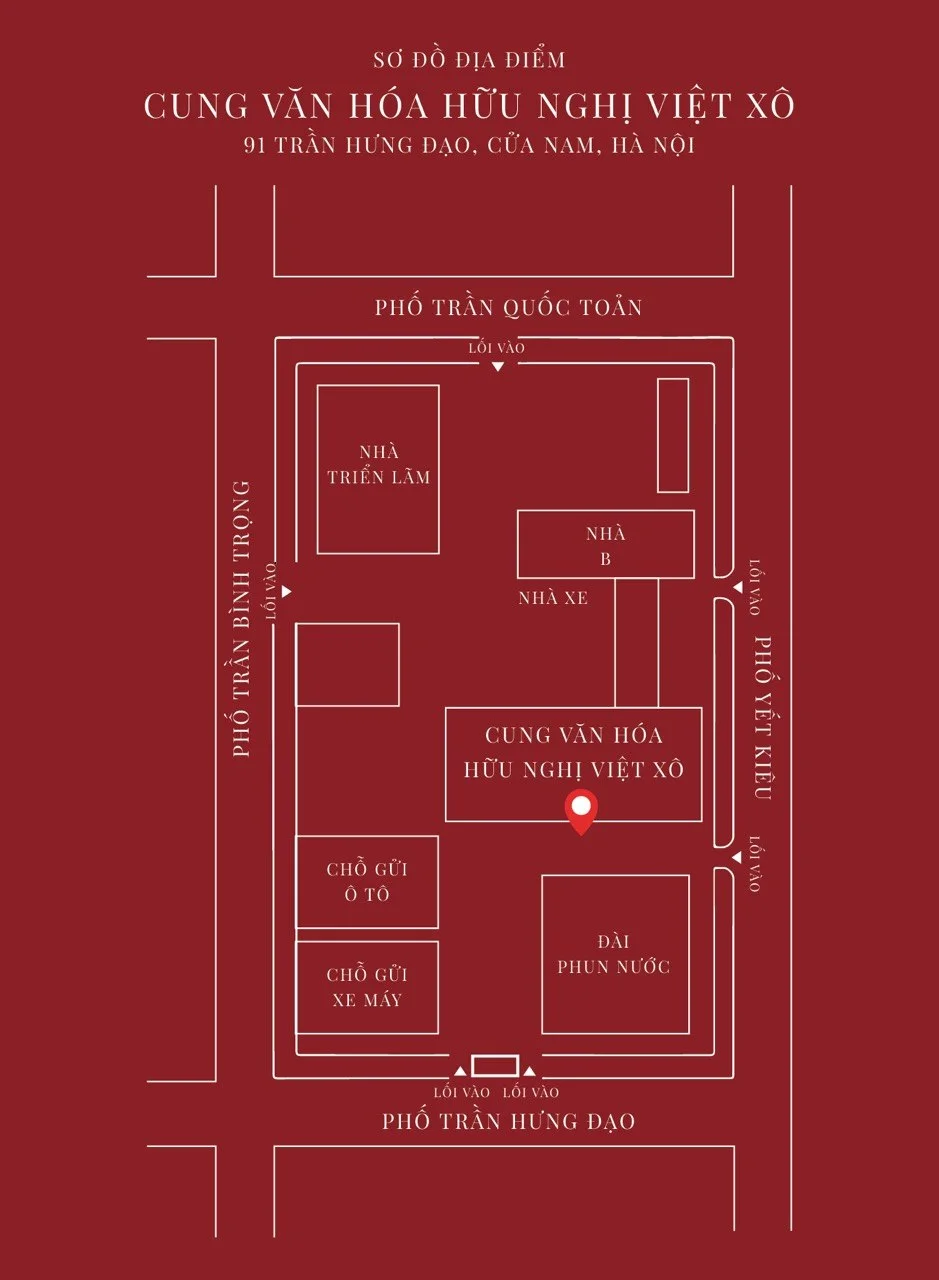 SƠ ĐỒ ĐỊA ĐIỂM
CUNG VĂN HÓA HỮU NGHỊ VIỆT XÔ
91 TRẦN HƯNG ĐẠO, CỬA NAM, HÀ NỘI
PHỐ TRẦN QUỐC TOẢN
LỐI VÀO
NHÀ
TRIỂN LÃM
NHÀ
B
NHÀ XE
PHỐ TRẦN BÌNH TRỌNG
LỐI VÀO
LỐI VÀO
PHỐ YẾT KIÊU
CUNG VĂN HÓA
HỮU NGHỊ VIỆT XÔ
LỐI VÀO
CHỖ GỬI
Ô TÔ
ĐÀI
PHUN NƯỚC
CHỖ GỬI
XE MÁY
LỐI VÀO LỐI VÀO
PHỐ TRẦN HƯNG ĐẠO